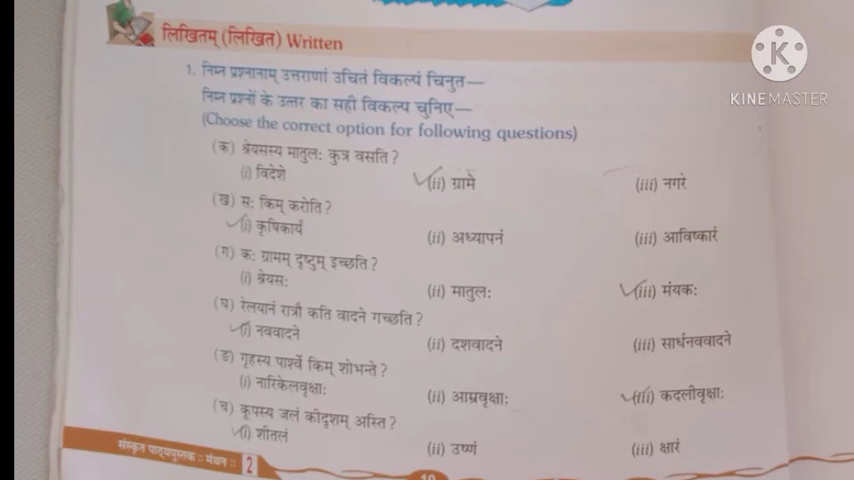 लिखितम् (लिखित) Written
KINEMASTER
1. निम्न प्रश्नानाम् उत्तराणां उचितं विकल्पं चिनुत—
निम्न प्रश्नों के उत्तर का सही विकल्प चुनिए—
(Choose the correct option for following questions)
(क) श्रेयसस्य मातुलः कुत्र वसति ?
(i) विदेशे (ii) ग्रामे (iii) नगरे
(ख) सः किम् करोति ?
(i) कृषिकार्यं (ii) अध्यापनं (iii) आविष्कारं
(ग) कः ग्रामम् दृष्टुम् इच्छति ?
(i) श्रेयसः (ii) मातुलः (iii) मंयकः
(घ) रेलयानं रात्रौ कति वादने गच्छति ?
(i) नववादने (ii) दशवादने (iii) सार्धनववादने
(ङ) गृहस्य पार्श्वे किम् शोभन्ते ?
(i) नारिकेलवृक्षाः (ii) आम्रवृक्षाः (iii) कदलीवृक्षाः
(च) कूपस्य जलं कीदृशम् अस्ति ?
(i) शीतलं (ii) उष्णं (iii) क्षारं
संस्कृत पाठ्यपुस्तक :: मंथन :: 2